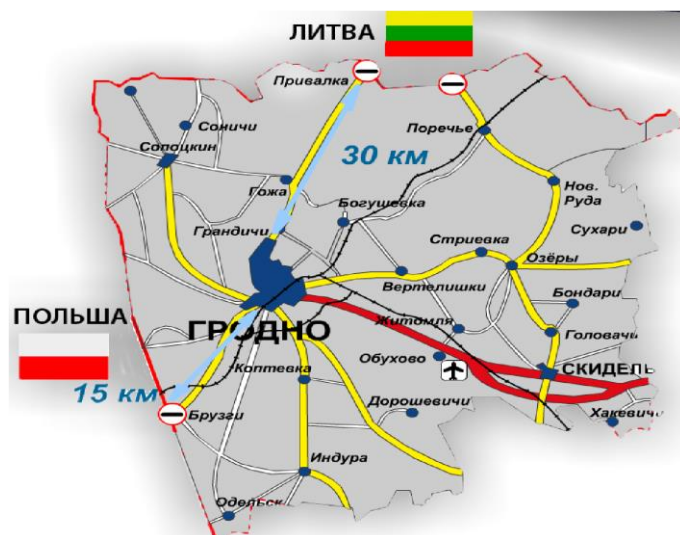 ЛИТВА
Привалка
Соничи
Поречье
Сопоцкин
30 км
Гожа
Нов.
Руда
Богушевка
Грандичи
Стриевка
Сухари
Озёры
Вертелишки
ПОЛЬША
Бондари
ГРОДНО
Житомля
Головачи
Обухово
СКИДЕЛЬ
Коптевка
15 км
Брузги
Дорошевичи
Хакевичи
Индура
Одельск